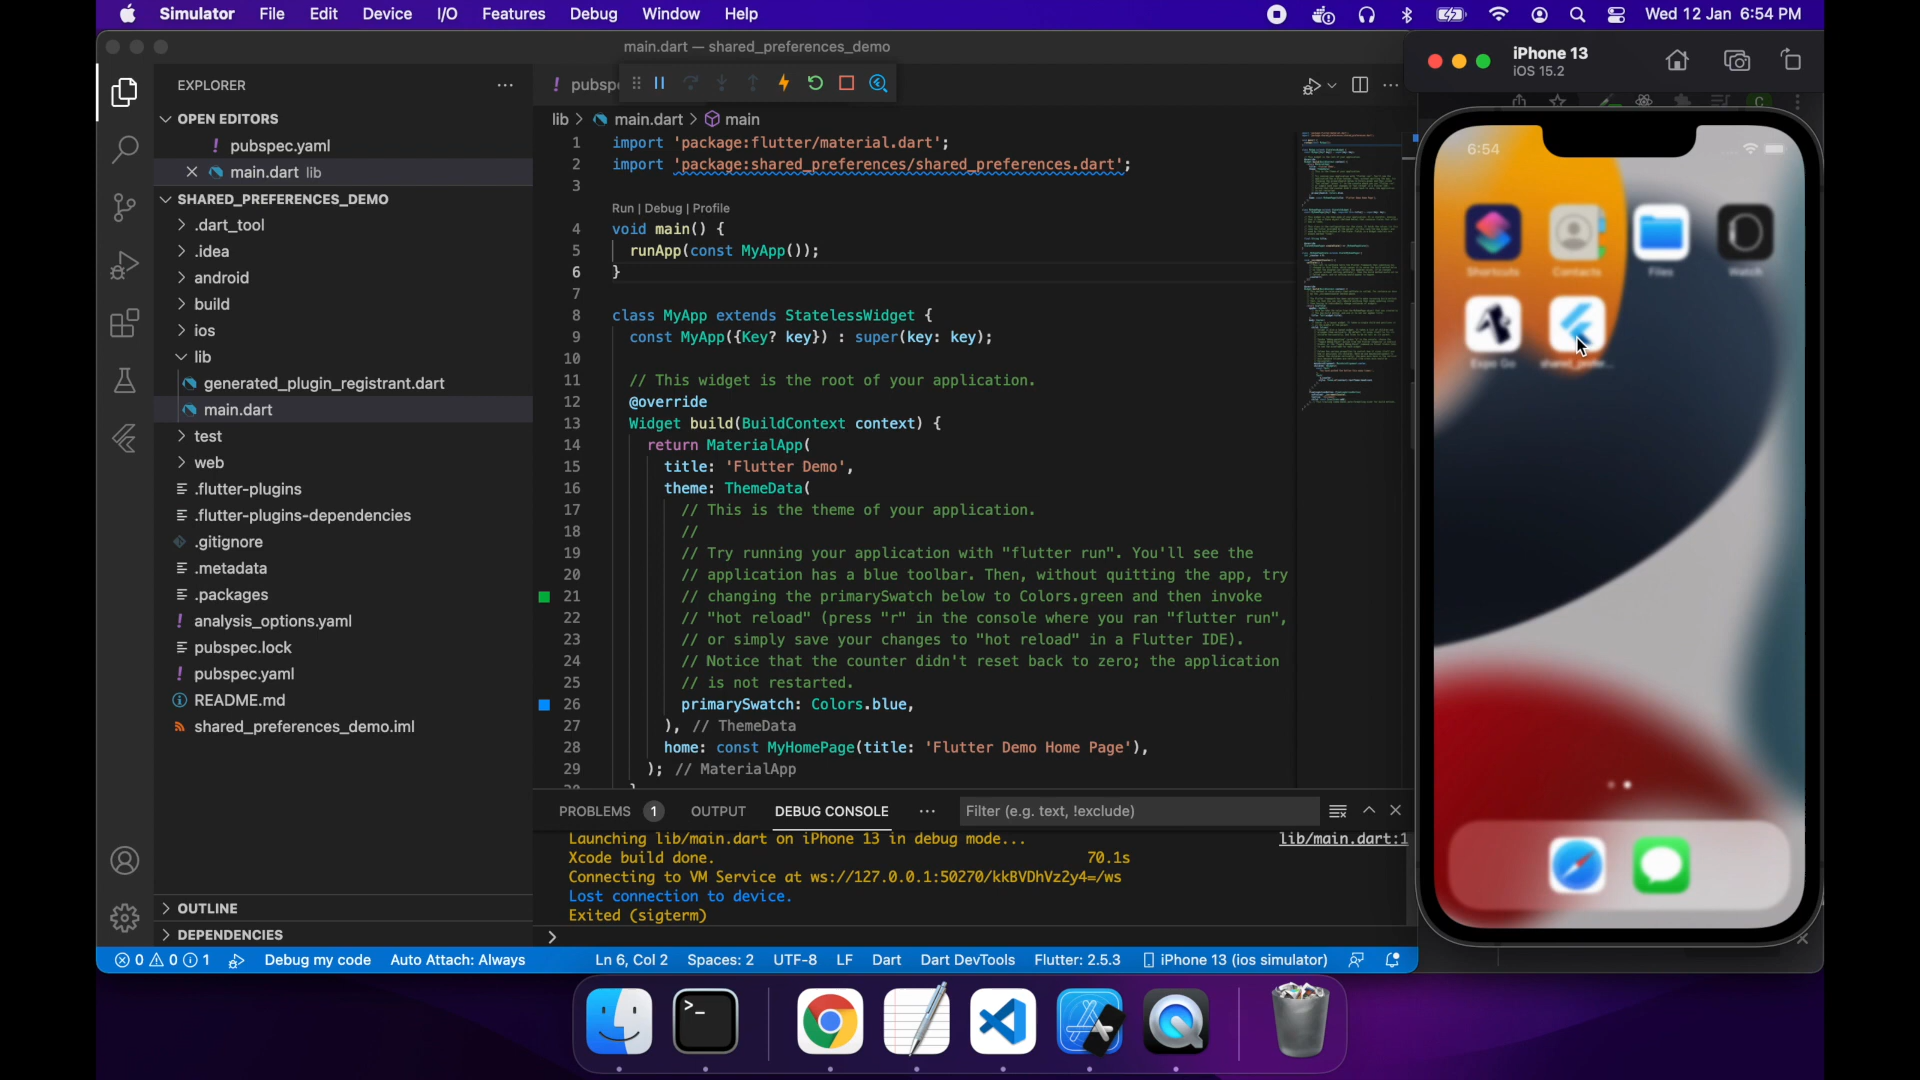 Simulator File Edit Device I/O Features Debug Window Help
Wed 12 Jan 6:54 PM
main.dart — shared_preferences_demo
iPhone 13
iOS 15.2
EXPLORER
OPEN EDITORS
! pubspec.yaml
main.dart lib
SHARED_PREFERENCES_DEMO
.dart_tool
.idea
android
build
ios
lib
generated_plugin_registrant.dart
main.dart
test
web
.flutter-plugins
.flutter-plugins-dependencies
.gitignore
.metadata
.packages
! analysis_options.yaml
pubspec.lock
! pubspec.yaml
README.md
shared_preferences_demo.iml
OUTLINE
DEPENDENCIES
! pubsp
lib > main.dart > main
1 import 'package:flutter/material.dart';
2 import 'package:shared_preferences/shared_preferences.dart';
3
Run | Debug | Profile
4 void main() {
5 runApp(const MyApp());
6 }
7
8 class MyApp extends StatelessWidget {
9 const MyApp({Key? key}) : super(key: key);
10
11 // This widget is the root of your application.
12 @override
13 Widget build(BuildContext context) {
14 return MaterialApp(
15 title: 'Flutter Demo',
16 theme: ThemeData(
17 // This is the theme of your application.
18 //
19 // Try running your application with "flutter run". You'll see the
20 // application has a blue toolbar. Then, without quitting the app, try
21 // changing the primarySwatch below to Colors.green and then invoke
22 // "hot reload" (press "r" in the console where you ran "flutter run",
23 // or simply save your changes to "hot reload" in a Flutter IDE).
24 // Notice that the counter didn't reset back to zero; the application
25 // is not restarted.
26 primarySwatch: Colors.blue,
27 ), // ThemeData
28 home: const MyHomePage(title: 'Flutter Demo Home Page'),
29 ); // MaterialApp
PROBLEMS 1 OUTPUT DEBUG CONSOLE Filter (e.g. text, !exclude)
Launching lib/main.dart on iPhone 13 in debug mode... lib/main.dart:1
Xcode build done. 70.1s
Connecting to VM Service at ws://127.0.0.1:50270/kkBVDhVz2y4=/ws
Lost connection to device.
Exited (sigterm)
0 0 1 Debug my code Auto Attach: Always Ln 6, Col 2 Spaces: 2 UTF-8 LF Dart Dart DevTools Flutter: 2.5.3 iPhone 13 (ios simulator)
6:54
Shortcuts Contacts Files Watch
Expo Go